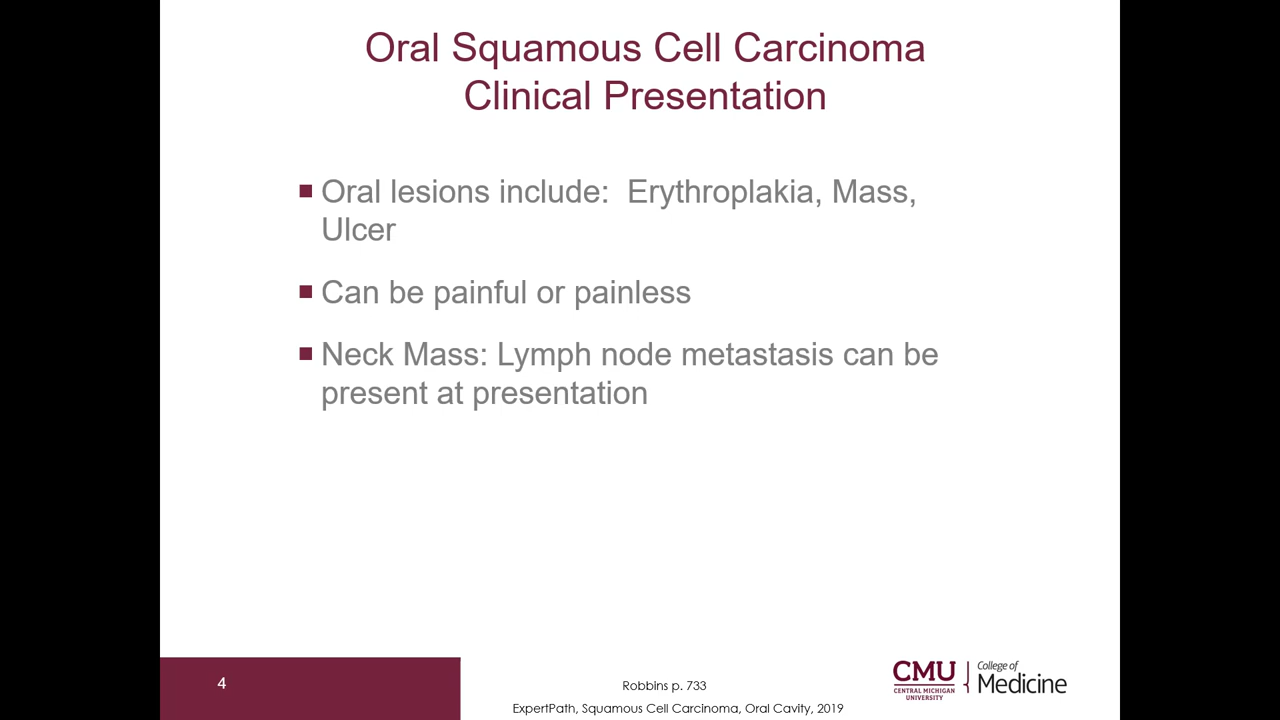 Oral Squamous Cell Carcinoma
Clinical Presentation
Oral lesions include:  Erythroplakia, Mass,
Ulcer
Can be painful or painless
Neck Mass: Lymph node metastasis can be
present at presentation
4
Robbins p. 733
ExpertPath, Squamous Cell Carcinoma, Oral Cavity, 2019
CMU
CENTRAL MICHIGAN
UNIVERSITY
College of
Medicine